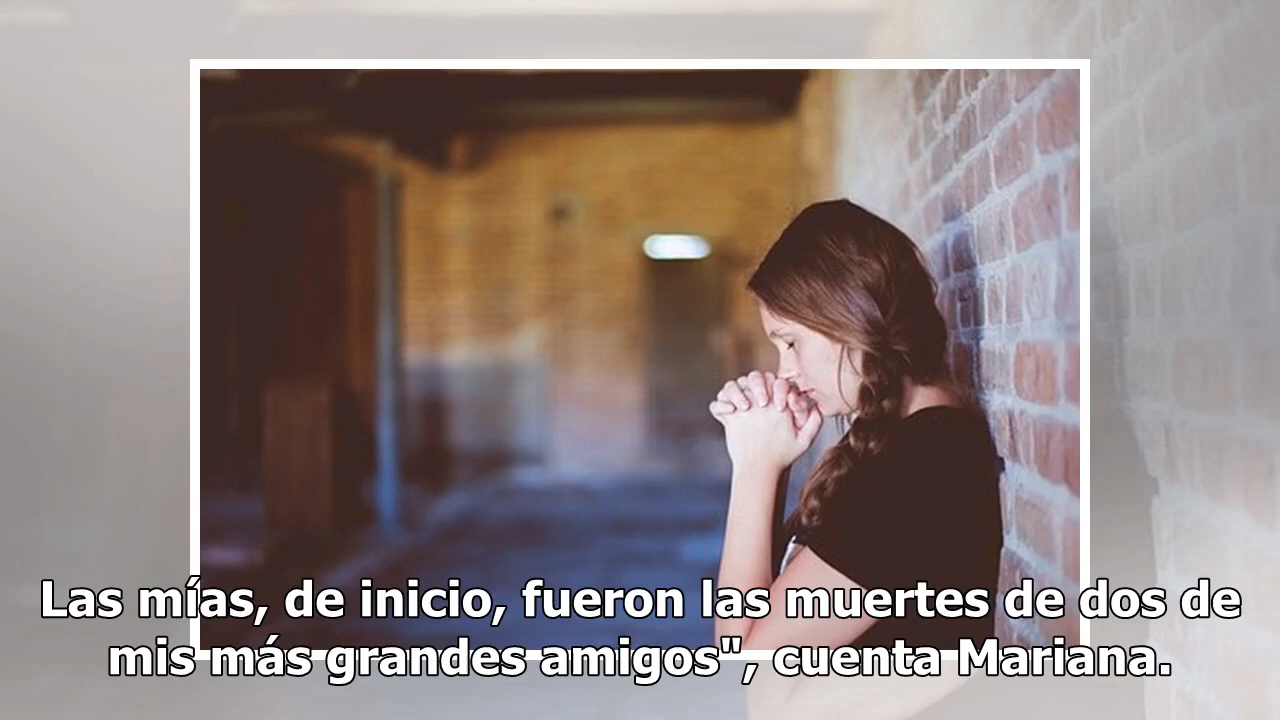 Las mías, de inicio, fueron las muertes de dos de
mis más grandes amigos", cuenta Mariana.